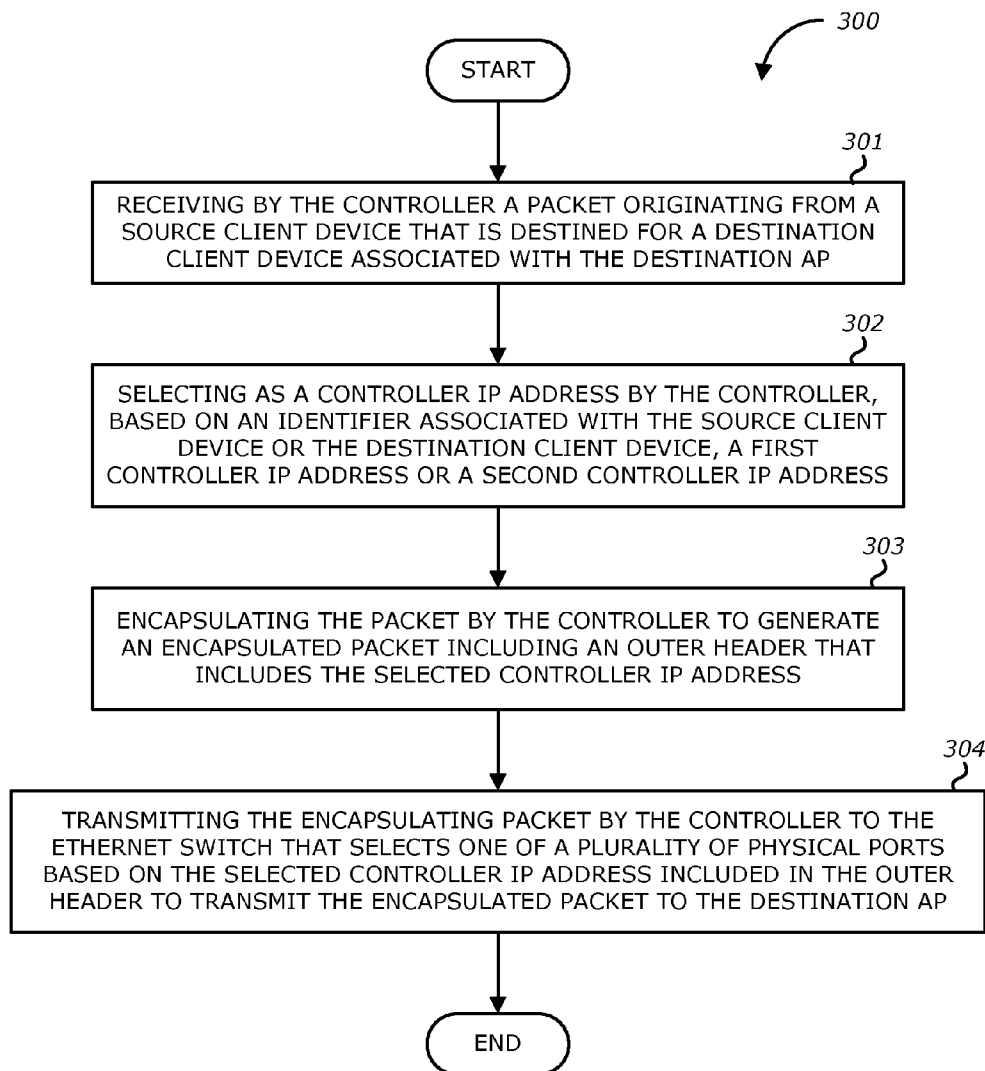 300
START
301
RECEIVING BY THE CONTROLLER A PACKET ORIGINATING FROM A
SOURCE CLIENT DEVICE THAT IS DESTINED FOR A DESTINATION
CLIENT DEVICE ASSOCIATED WITH THE DESTINATION AP
302
SELECTING AS A CONTROLLER IP ADDRESS BY THE CONTROLLER,
BASED ON AN IDENTIFIER ASSOCIATED WITH THE SOURCE CLIENT
DEVICE OR THE DESTINATION CLIENT DEVICE, A FIRST
CONTROLLER IP ADDRESS OR A SECOND CONTROLLER IP ADDRESS
303
ENCAPSULATING THE PACKET BY THE CONTROLLER TO GENERATE
AN ENCAPSULATED PACKET INCLUDING AN OUTER HEADER THAT
INCLUDES THE SELECTED CONTROLLER IP ADDRESS
304
TRANSMITTING THE ENCAPSULATING PACKET BY THE CONTROLLER TO THE
ETHERNET SWITCH THAT SELECTS ONE OF A PLURALITY OF PHYSICAL PORTS
BASED ON THE SELECTED CONTROLLER IP ADDRESS INCLUDED IN THE OUTER
HEADER TO TRANSMIT THE ENCAPSULATED PACKET TO THE DESTINATION AP
END